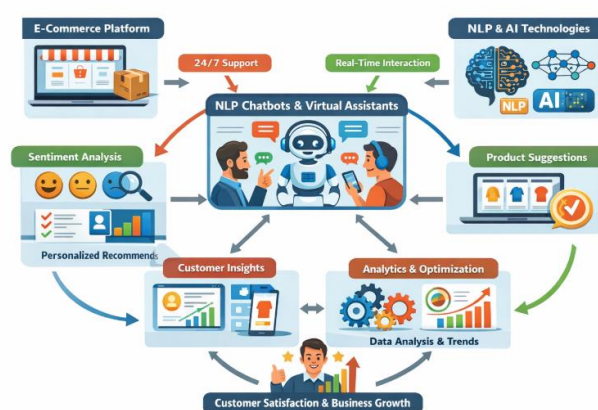 E-Commerce Platform
NLP & AI Technologies
24/7 Support
Real-Time Interaction
NLP
AI
NLP Chatbots & Virtual Assistants
Sentiment Analysis
Product Suggestions
Personalized Recommends
Customer Insights
Analytics & Optimization
Data Analysis & Trends
Customer Satisfaction & Business Growth